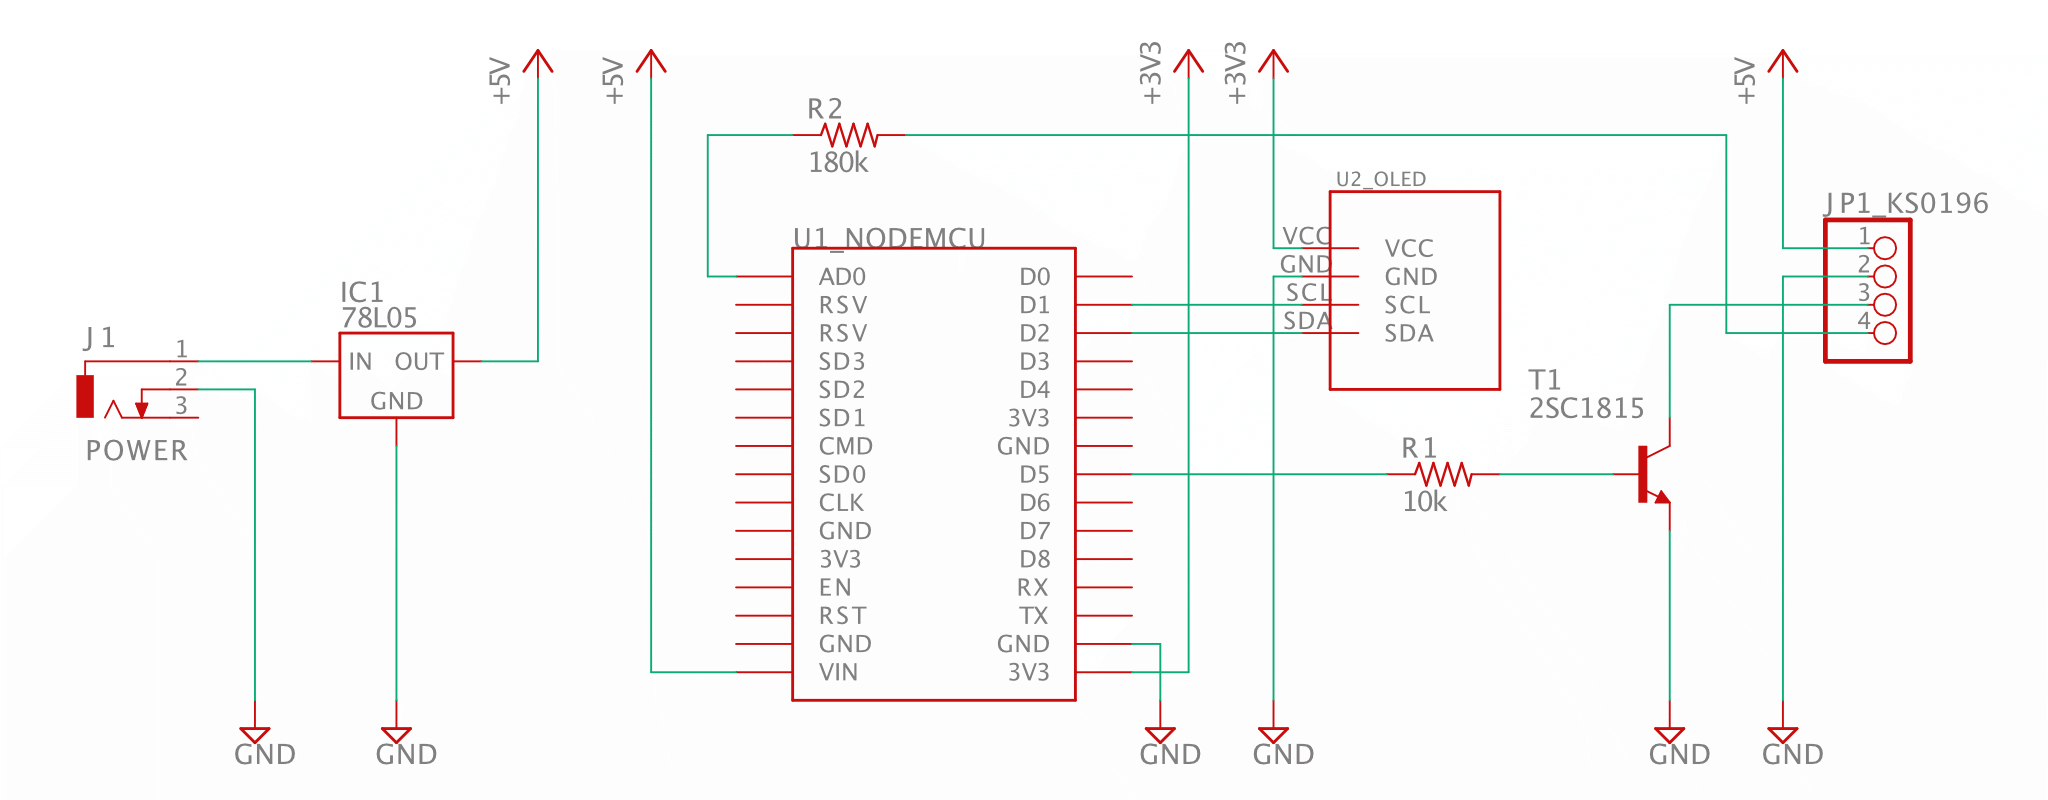 +5V
+5V
+3V3
+3V3
+5V
R2
180k
U2_OLED
JP1_KS0196
1
2
3
4
VCC
GND
SCL
SDA
VCC
GND
SCL
SDA
U1_NODEMCU
AD0 D0
RSV D1
RSV D2
SD3 D3
SD2 D4
SD1 3V3
CMD GND
SD0 D5
CLK D6
GND D7
3V3 D8
EN RX
RST TX
GND GND
VIN 3V3
IC1
78L05
IN OUT
GND
J1
1
2
3
POWER
T1
2SC1815
R1
10k
GND
GND
GND
GND
GND
GND